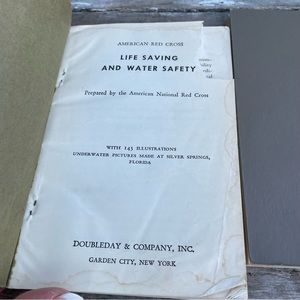 AMERICAN RED CROSS
LIFE SAVING
AND WATER SAFETY
Prepared by the American National Red Cross
WITH 145 ILLUSTRATIONS
UNDERWATER PICTURES MADE AT SILVER SPRINGS,
FLORIDA
DOUBLEDAY & COMPANY, INC.
GARDEN CITY, NEW YORK